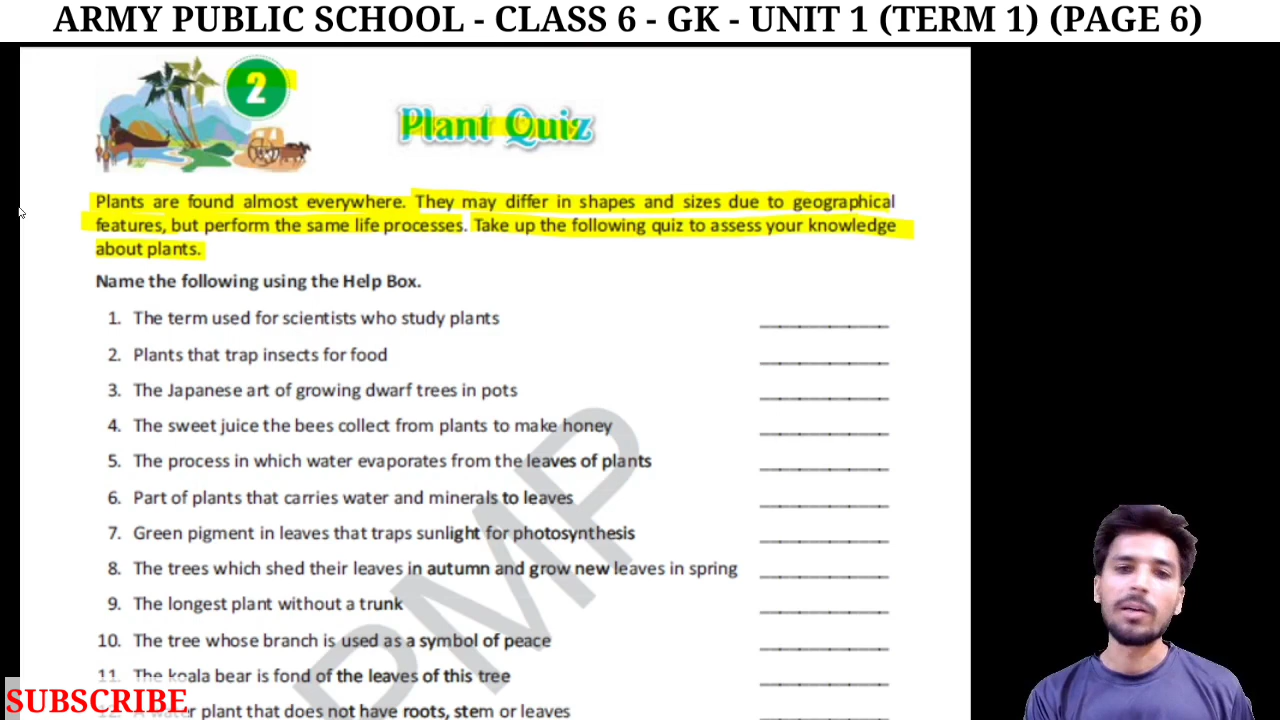 ARMY PUBLIC SCHOOL - CLASS 6 - GK - UNIT 1 (TERM 1) (PAGE 6)
2
Plant Quiz
Plants are found almost everywhere. They may differ in shapes and sizes due to geographical
features, but perform the same life processes. Take up the following quiz to assess your knowledge
about plants.
Name the following using the Help Box.
1. The term used for scientists who study plants
2. Plants that trap insects for food
3. The Japanese art of growing dwarf trees in pots
4. The sweet juice the bees collect from plants to make honey
5. The process in which water evaporates from the leaves of plants
6. Part of plants that carries water and minerals to leaves
7. Green pigment in leaves that traps sunlight for photosynthesis
8. The trees which shed their leaves in autumn and grow new leaves in spring
9. The longest plant without a trunk
10. The tree whose branch is used as a symbol of peace
11. The koala bear is fond of the leaves of this tree
12. A water plant that does not have roots, stem or leaves
PMP
SUBSCRIBE